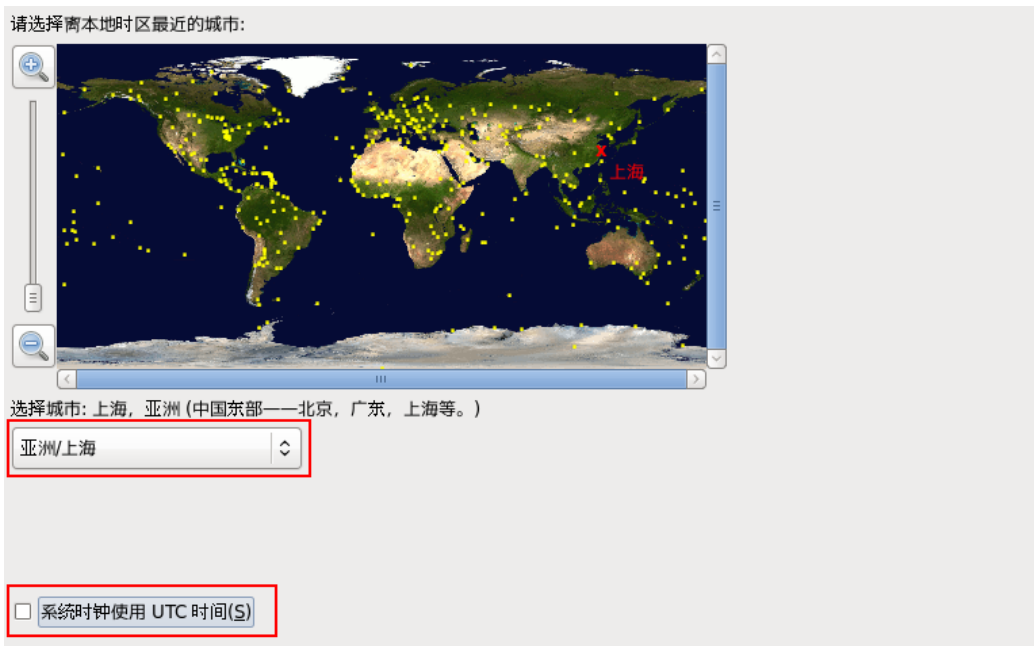 请选择离本地时区最近的城市:
上海
选择城市: 上海, 亚洲 (中国东部——北京, 广东, 上海等。)
亚洲/上海
系统时钟使用 UTC 时间(S)